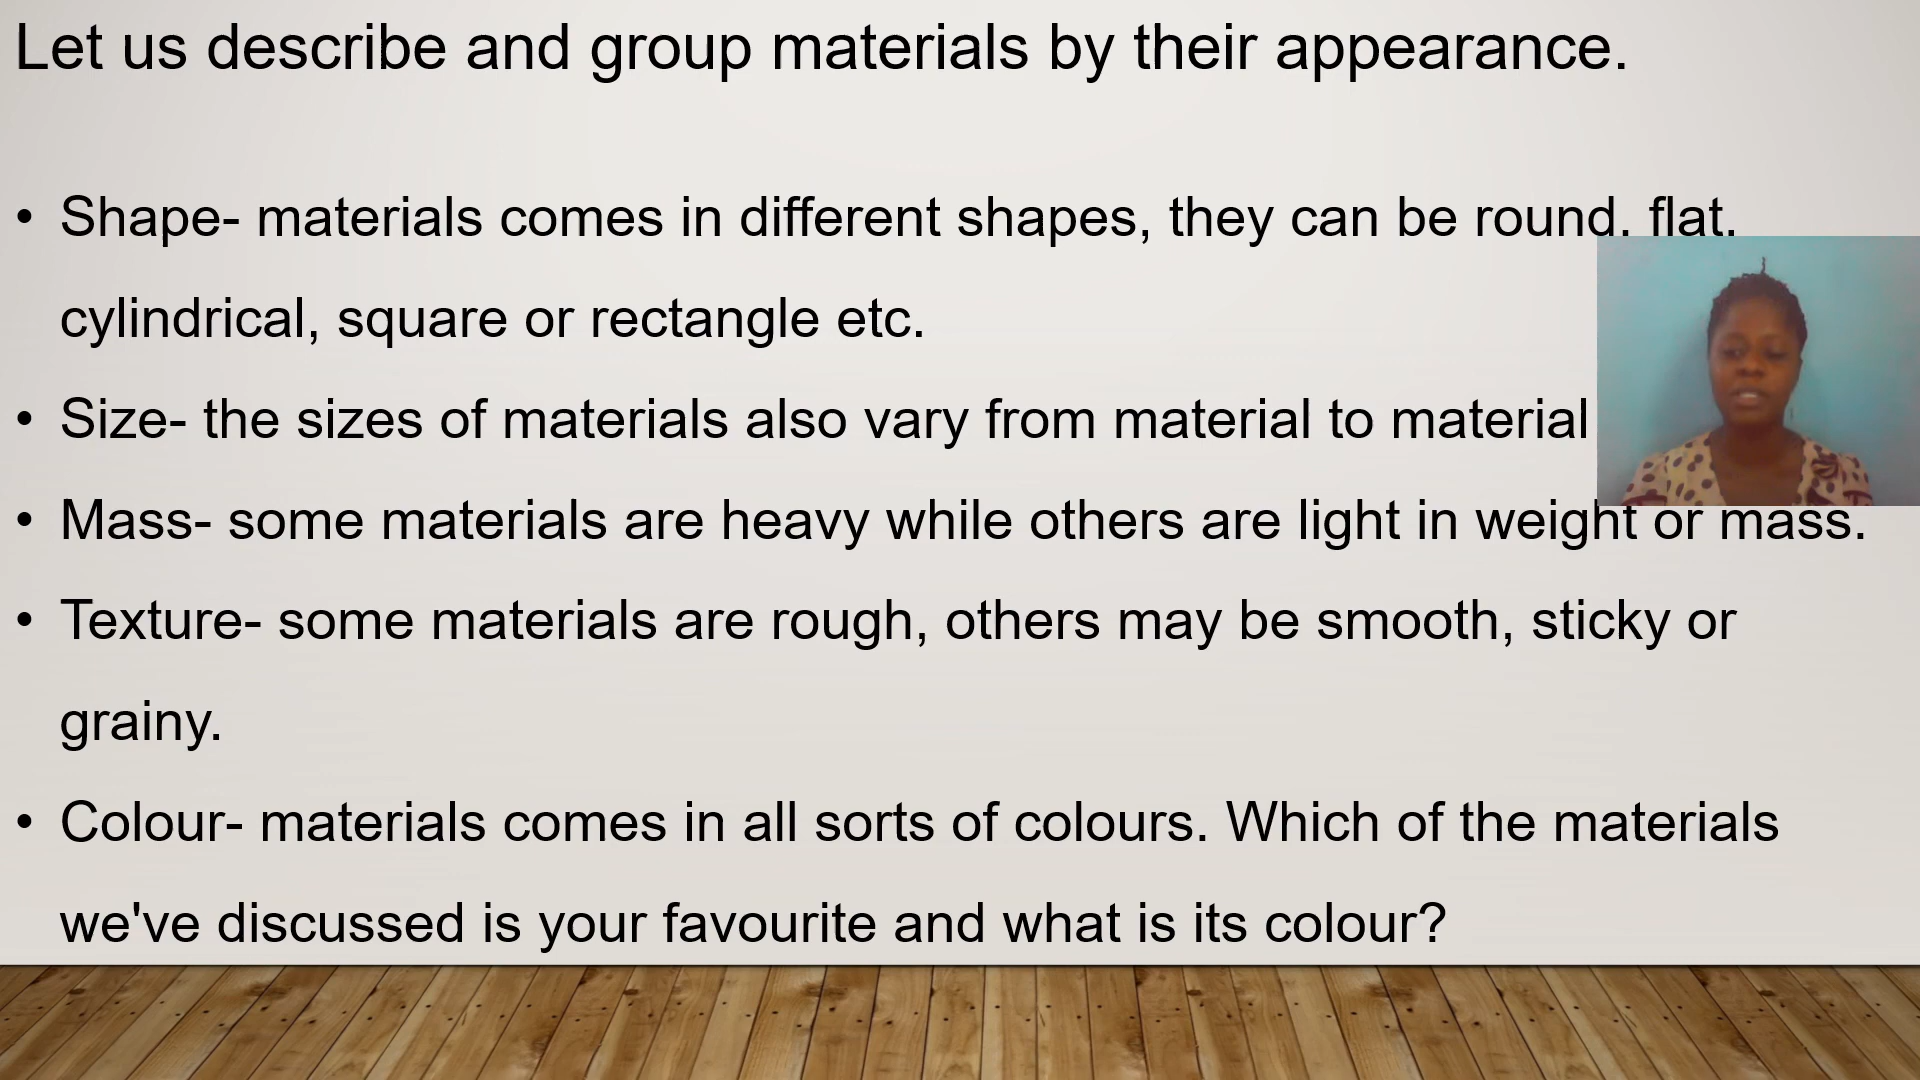 Let us describe and group materials by their appearance.
• Shape- materials comes in different shapes, they can be round, flat,
cylindrical, square or rectangle etc.
• Size- the sizes of materials also vary from material to material
• Mass- some materials are heavy while others are light in weight or mass.
• Texture- some materials are rough, others may be smooth, sticky or
grainy.
• Colour- materials comes in all sorts of colours. Which of the materials
we've discussed is your favourite and what is its colour?